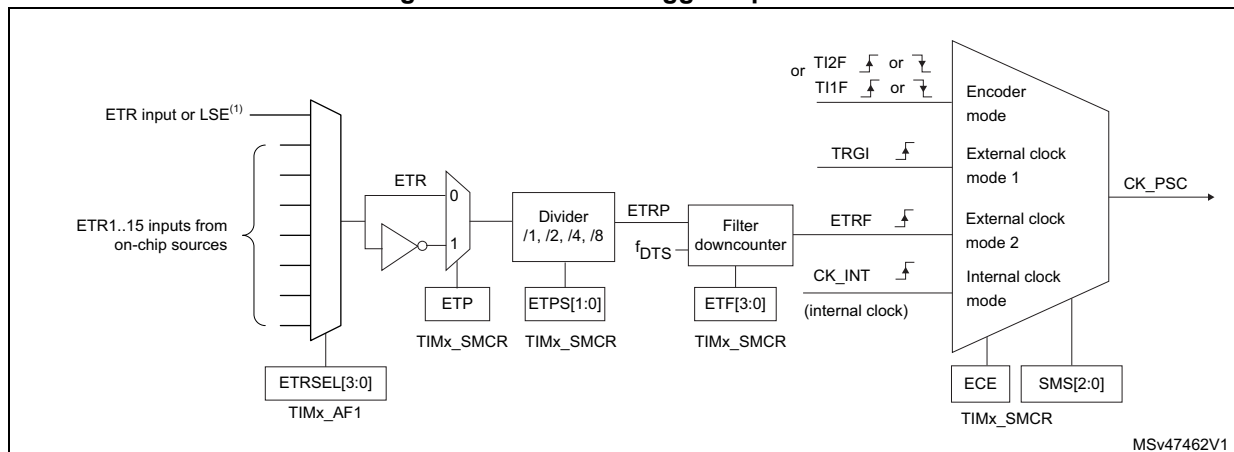 ETR input or LSE(1)
ETR1..15 inputs from
on-chip sources
ETRSEL[3:0]
TIMx_AF1
ETR
0
1
ETP
TIMx_SMCR
Divider
/1, /2, /4, /8
ETPS[1:0]
TIMx_SMCR
ETRP
fDTS
Filter
downcounter
ETF[3:0]
TIMx_SMCR
or TI2F or
TI1F or
TRGI
ETRF
CK_INT
(internal clock)
Encoder
mode
External clock
mode 1
External clock
mode 2
Internal clock
mode
CK_PSC
ECE
SMS[2:0]
TIMx_SMCR
MSv47462V1